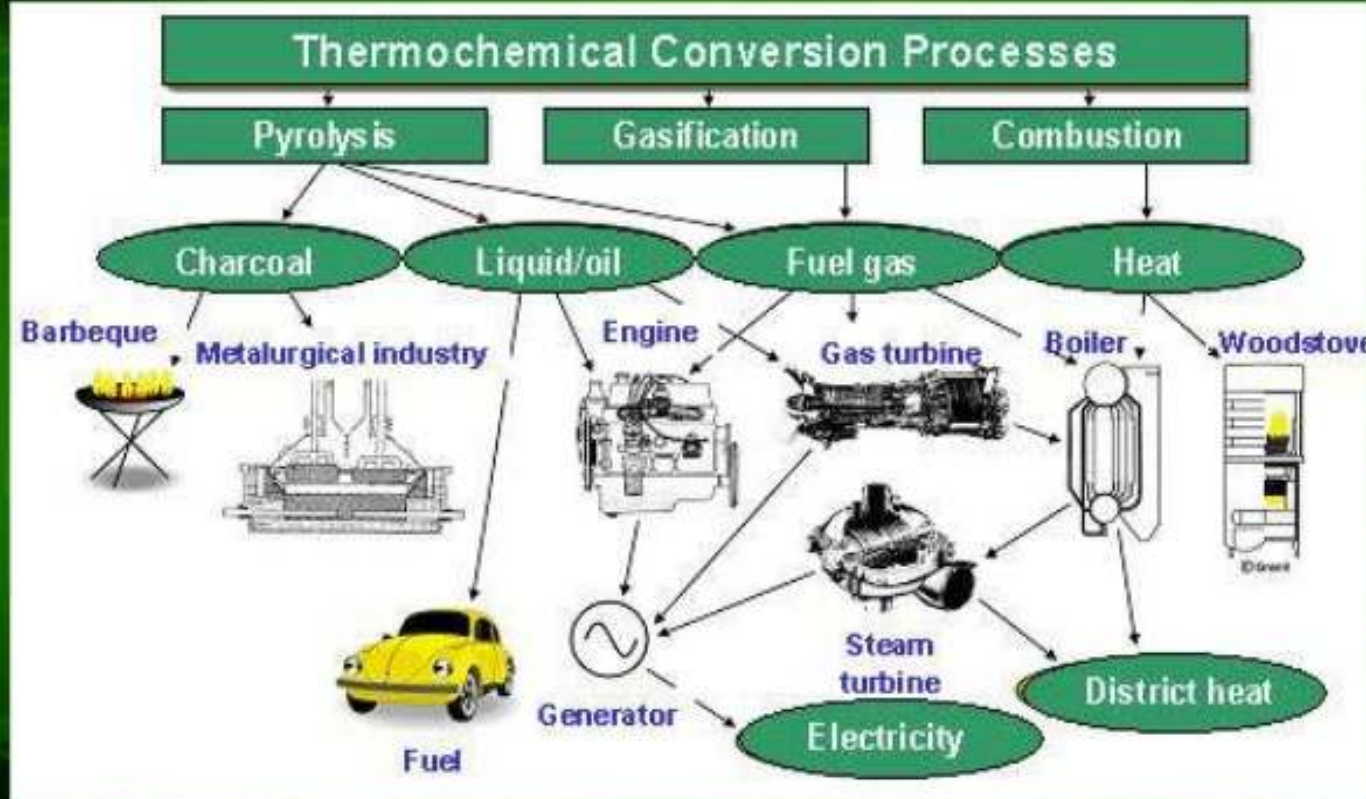 Thermochemical Conversion Processes
Pyrolysis
Gasification
Combustion
Charcoal
Liquid/oil
Fuel gas
Heat
Barbeque
Metalurgical industry
Engine
Gas turbine
Boiler
Woodstove
Steam
turbine
Generator
Fuel
Electricity
District heat